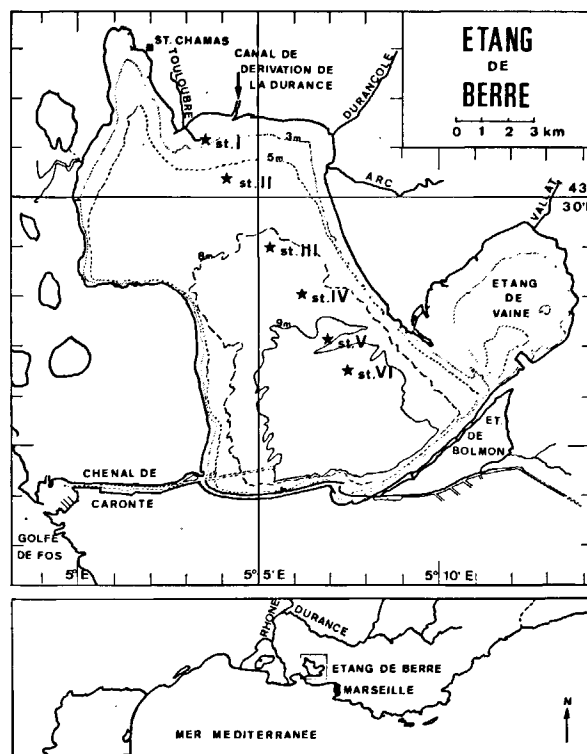 ETANG
DE
BERRE
0 1 2 3 km
ST. CHAMAS
TOULOUBRE
CANAL DE
DERIVATION DE
LA DURANCE
DURANCOLE
st.I
3m
5m
st.II
ARC
VALLAT
43
30'
st.III
8m
st.IV
ETANG
DE
VAINE
9m
st.V
st.VI
ET.
DE
BOLMON
CHENAL DE
CARONTE
GOLFE
DE FOS
5° E
5° 5' E
5° 10' E
RHONE
DURANCE
ETANG DE BERRE
MARSEILLE
MER MEDITERRANÉE
N